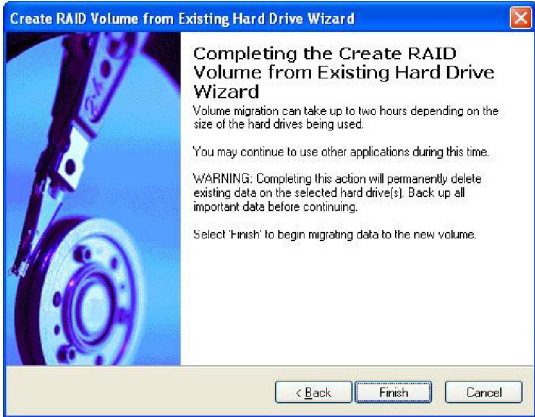 Create RAID Volume from Existing Hard Drive Wizard
Completing the Create RAID
Volume from Existing Hard Drive
Wizard
Volume migration can take up to two hours depending on the
size of the hard drives being used.
You may continue to use other applications during this time.
WARNING: Completing this action will permanently delete
existing data on the selected hard drive(s). Back up all
important data before continuing.
Select 'Finish' to begin migrating data to the new volume.
< Back
Finish
Cancel